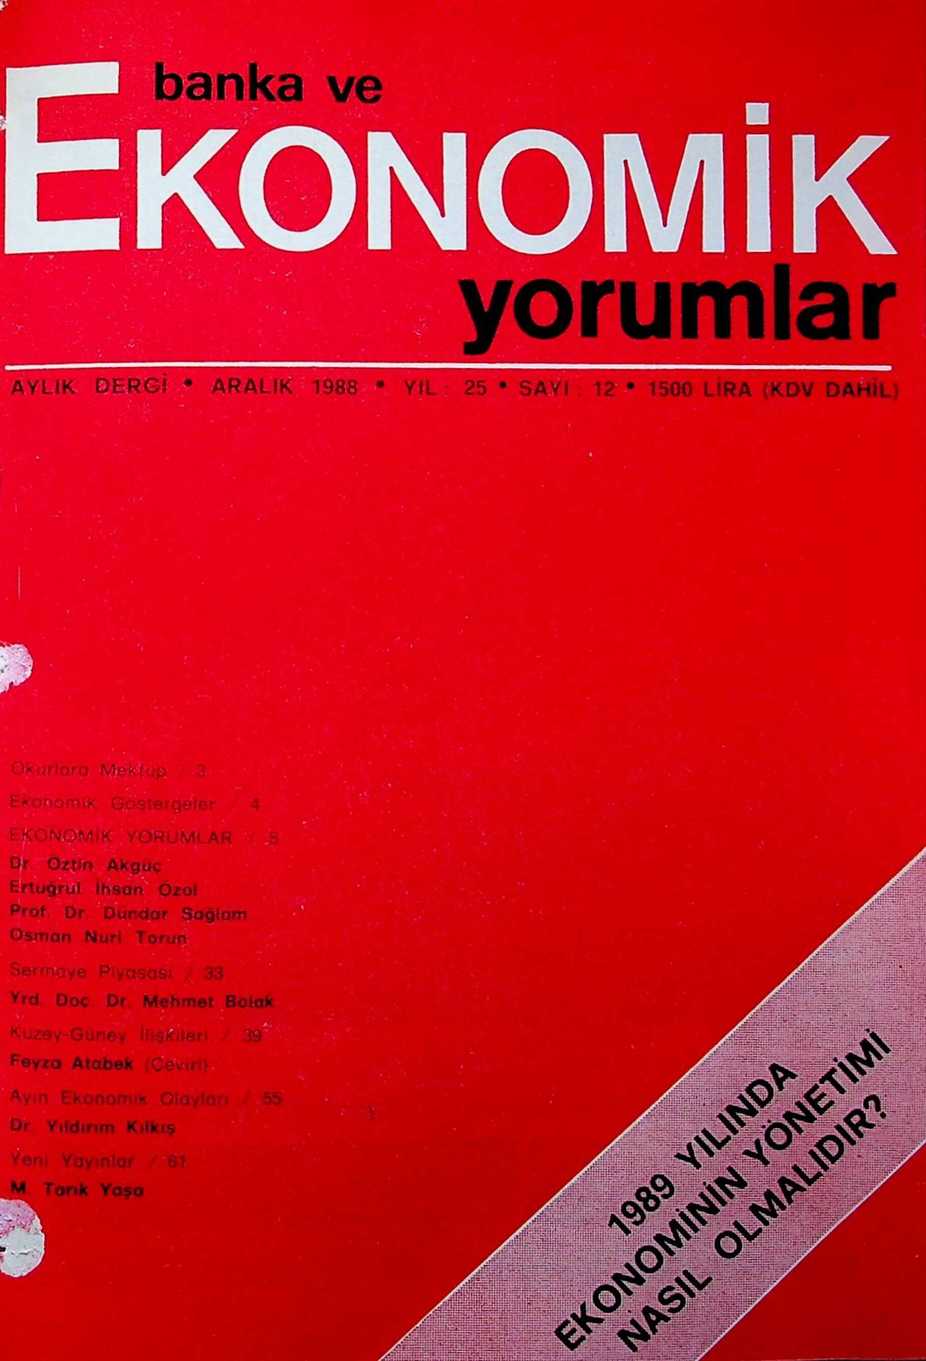 banka ve
EKONOMİK
yorumlar
AYLIK DERGİ • ARALIK 1988 • YIL : 25 • SAYI : 12 • 1500 LİRA (KDV DAHİL)
Okurlara Mektup / 3
Ekonomik Göstergeler / 4
EKONOMİK YORUMLAR / 5
Dr. Öztin Akgüç
Ertuğrul İhsan Özol
Prof. Dr. Dündar Sağlam
Osman Nuri Torun
Sermaye Piyasası / 33
Yrd. Doç. Dr. Mehmet Bolak
Kuzey-Güney İlişkileri / 39
Feyza Atabek (Çeviri)
Ayın Ekonomik Olayları / 55
Dr. Yıldırım Kılkış
Yeni Yayınlar / 61
M. Tarık Yaşa
1989 YILINDA
EKONOMİNİN YÖNETİMİ
NASIL OLMALIDIR?